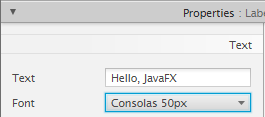 Properties : Labe
Text
Text Hello, JavaFX
Font Consolas 50px